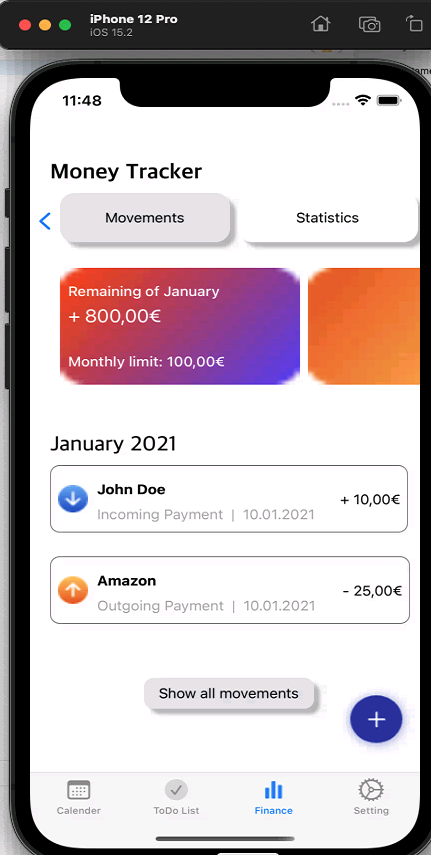 iPhone 12 Pro
iOS 15.2
11:48
Money Tracker
Movements
Statistics
Remaining of January
+ 800,00€
Monthly limit: 100,00€
January 2021
John Doe
+ 10,00€
Incoming Payment | 10.01.2021
Amazon
- 25,00€
Outgoing Payment | 10.01.2021
Show all movements
+
Calender
ToDo List
Finance
Setting